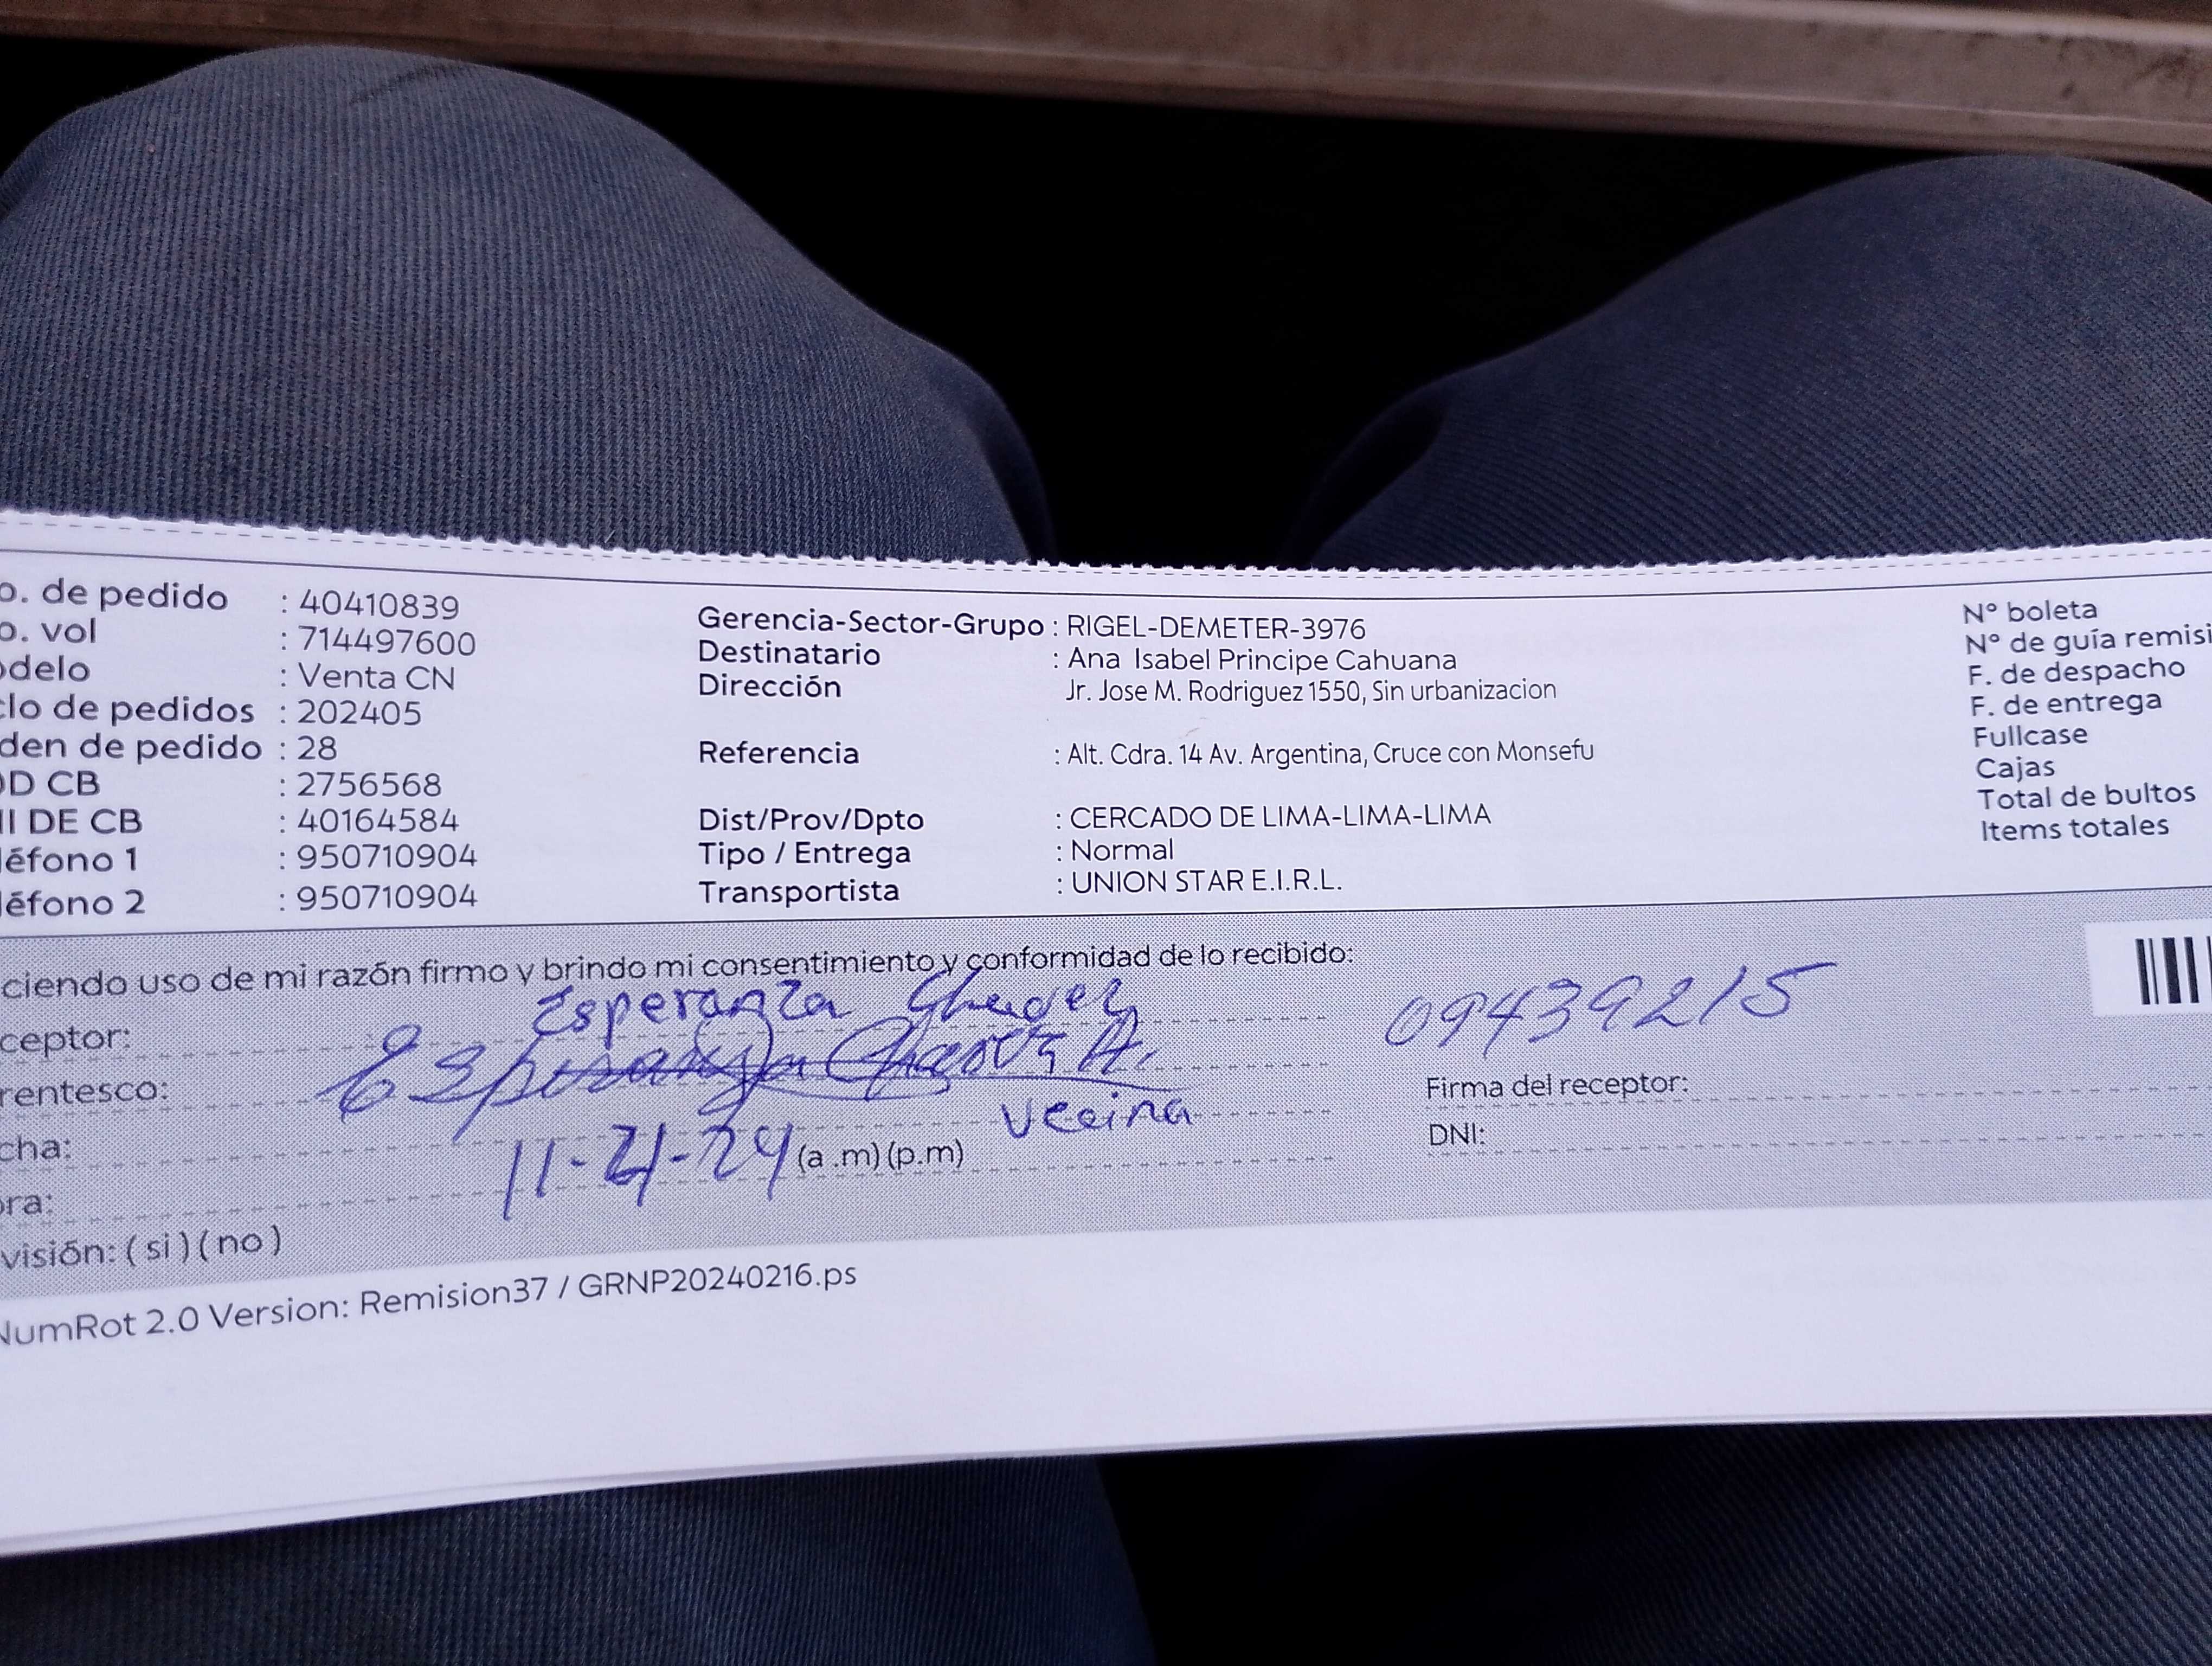 o. de pedido : 40410839
o. vol : 714497600
odelo : Venta CN
clo de pedidos : 202405
den de pedido : 28
OD CB : 2756568
II DE CB : 40164584
léfono 1 : 950710904
léfono 2 : 950710904
Gerencia-Sector-Grupo : RIGEL-DEMETER-3976
Destinatario : Ana Isabel Principe Cahuana
Dirección Jr. Jose M. Rodriguez 1550, Sin urbanizacion
Referencia : Alt. Cdra. 14 Av. Argentina, Cruce con Monsefu
Dist/Prov/Dpto : CERCADO DE LIMA-LIMA-LIMA
Tipo / Entrega : Normal
Transportista : UNION STAR E.I.R.L.
N° boleta
N° de guía remisi
F. de despacho
F. de entrega
Fullcase
Cajas
Total de bultos
Items totales
ciendo uso de mi razón firmo y brindo mi consentimiento y conformidad de lo recibido:
Esperanza
ceptor:
09439215
rentesco:
Vecina
Firma del receptor:
cha:
11-21-24 (a .m) (p.m)
DNI:
ora:
visión: ( si ) ( no )
NumRot 2.0 Version: Remision37 / GRNP20240216.ps